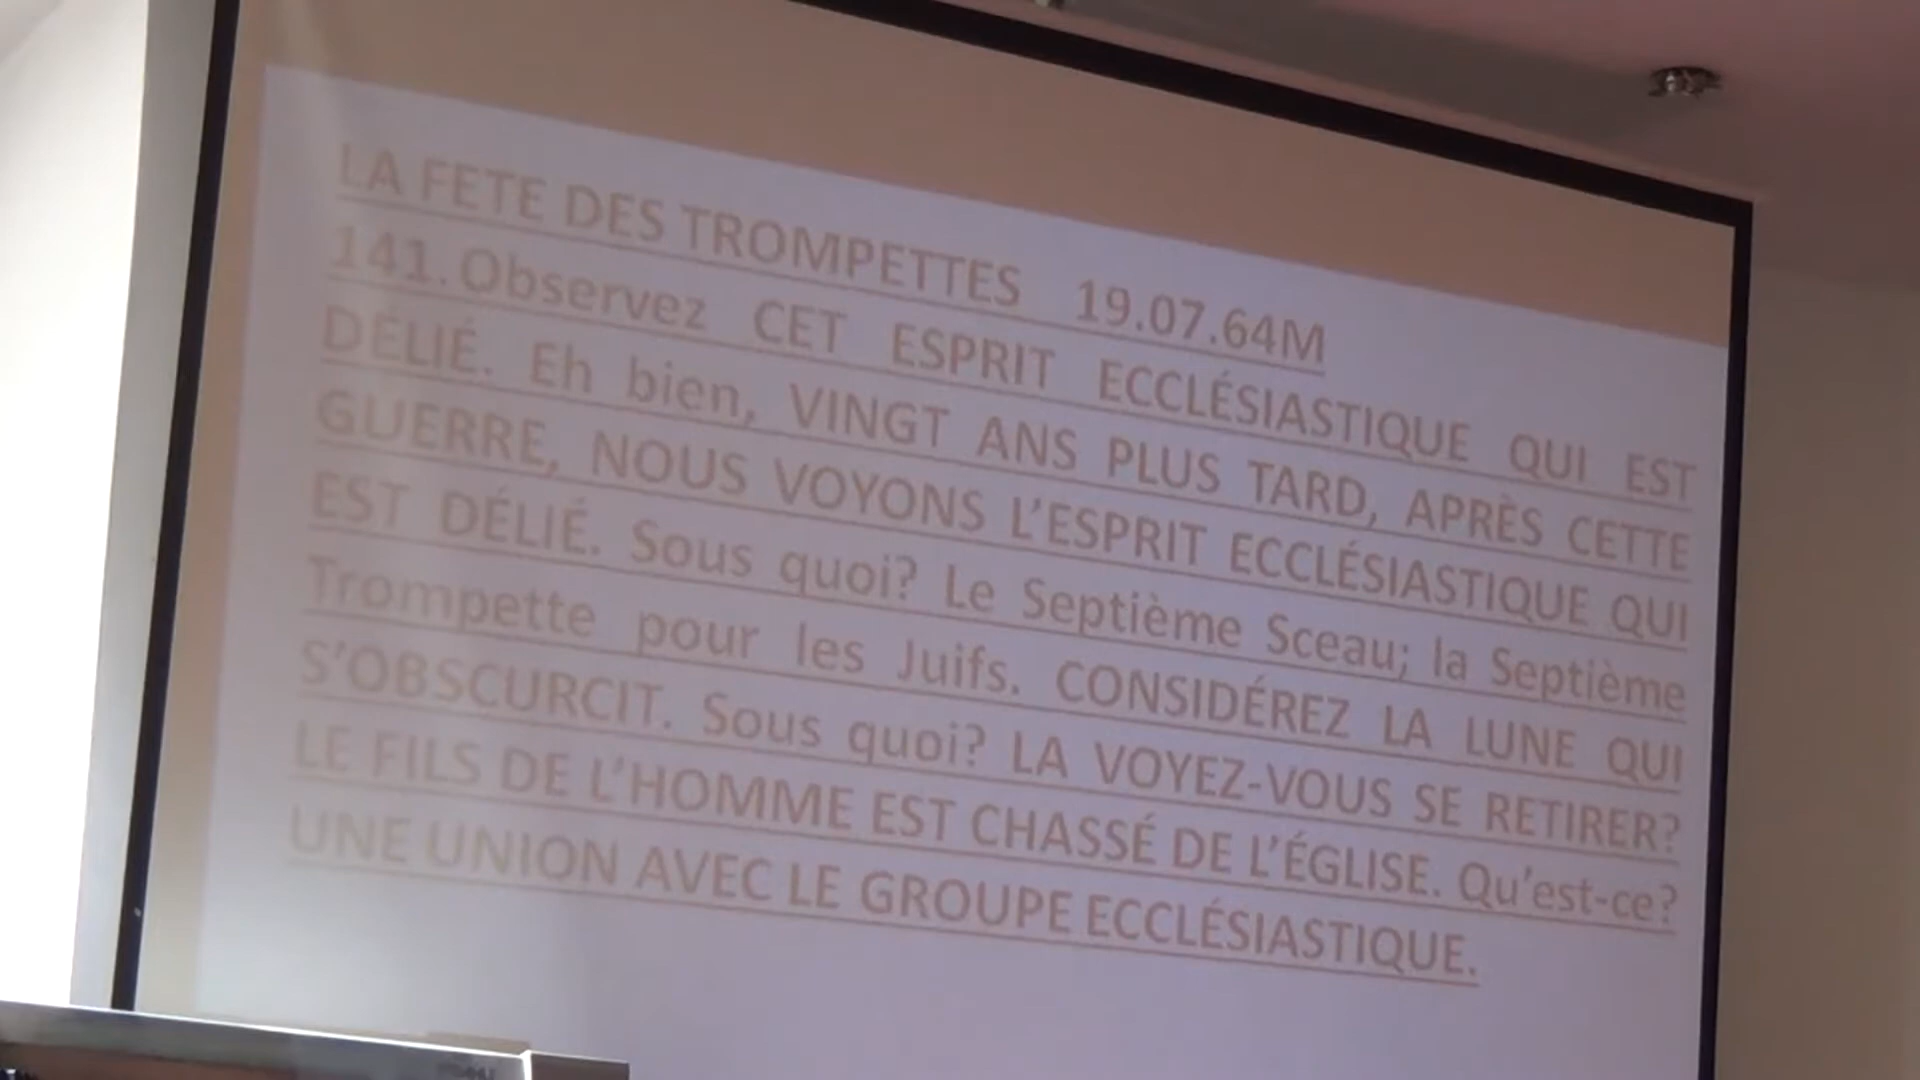 LA FETE DES TROMPETTES 19.07.64M
141. Observez CET ESPRIT ECCLÉSIASTIQUE QUI EST
DÉLIÉ. Eh bien, VINGT ANS PLUS TARD, APRÈS CETTE
GUERRE, NOUS VOYONS L'ESPRIT ECCLÉSIASTIQUE QUI
EST DÉLIÉ. Sous quoi? Le Septième Sceau; la Septième
Trompette pour les Juifs. CONSIDÉREZ LA LUNE QUI
S'OBSCURCIT. Sous quoi? LA VOYEZ-VOUS SE RETIRER?
LE FILS DE L'HOMME EST CHASSÉ DE L'ÉGLISE. Qu'est-ce?
UNE UNION AVEC LE GROUPE ECCLÉSIASTIQUE.